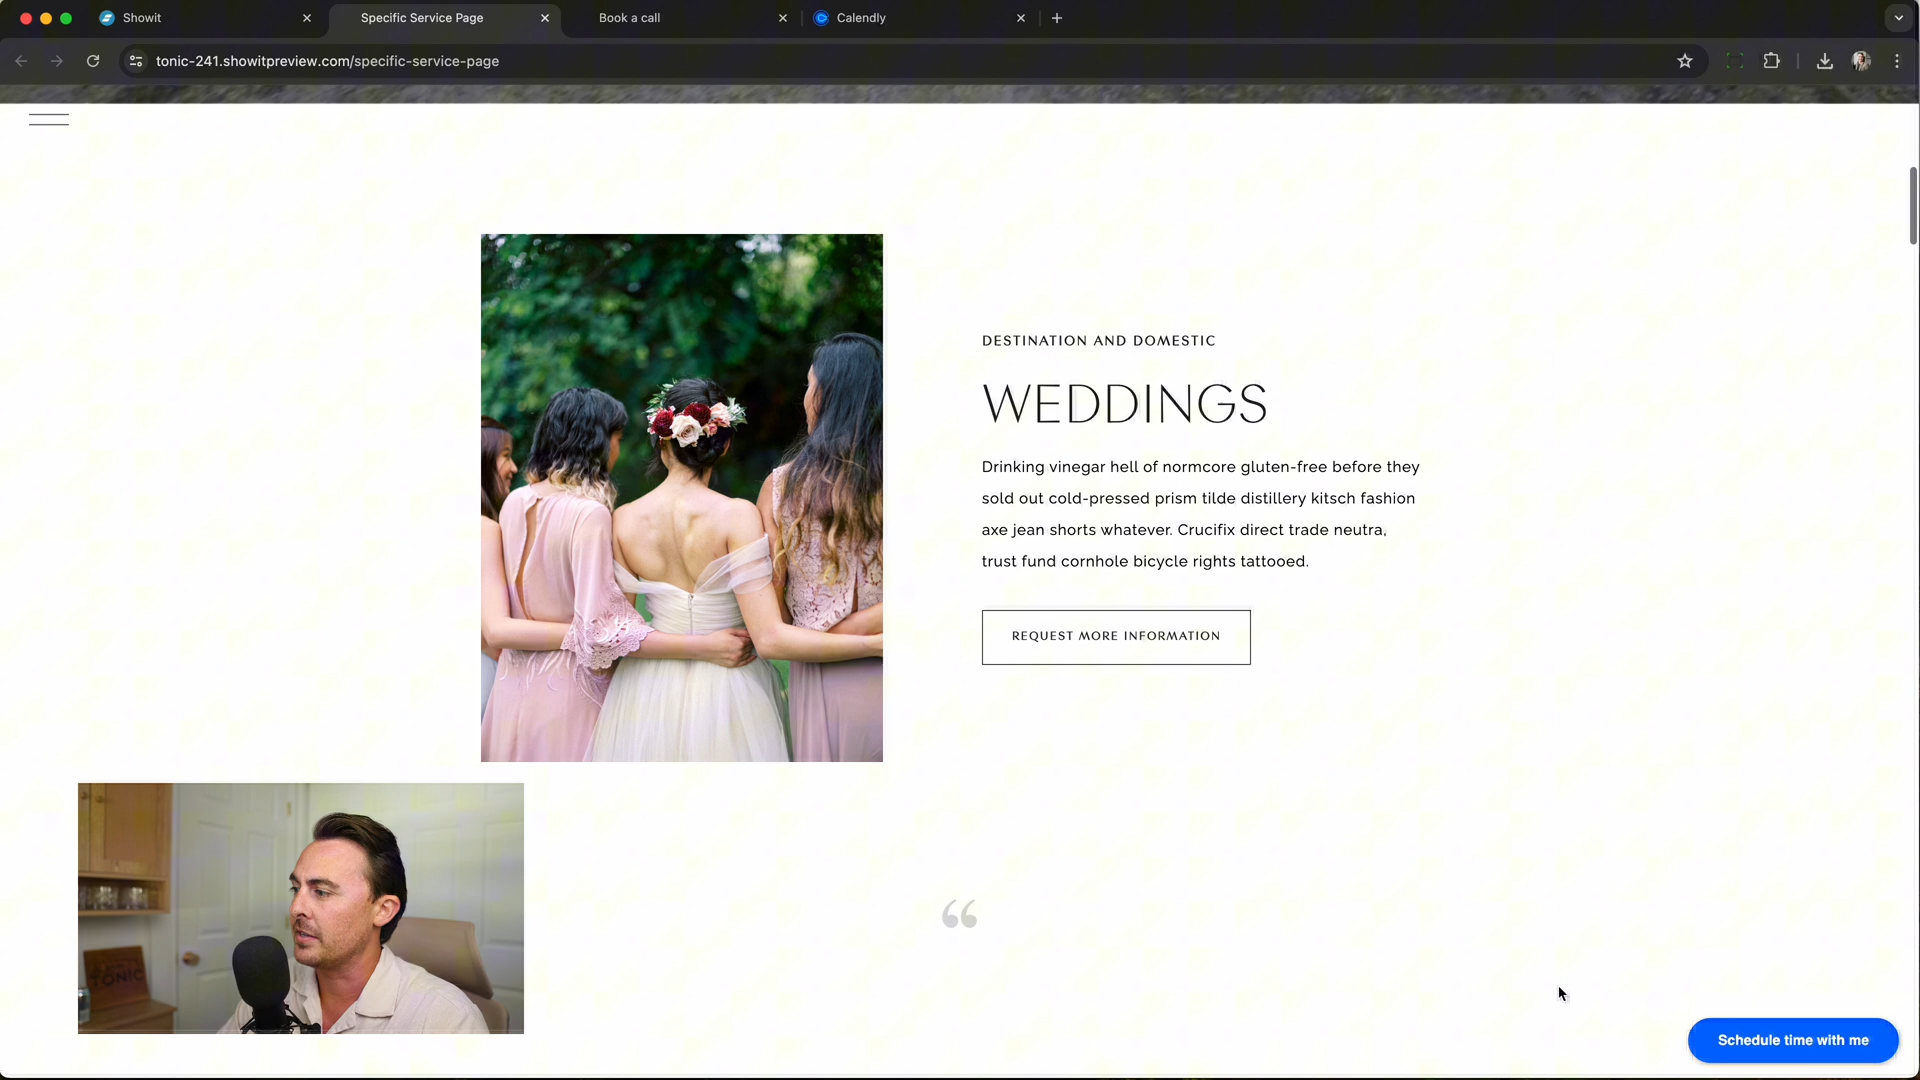 Showit
Specific Service Page
Book a call
Calendly
tonic-241.showitpreview.com/specific-service-page
DESTINATION AND DOMESTIC
WEDDINGS
Drinking vinegar hell of normcore gluten-free before they
sold out cold-pressed prism tilde distillery kitsch fashion
axe jean shorts whatever. Crucifix direct trade neutra,
trust fund cornhole bicycle rights tattooed.
REQUEST MORE INFORMATION
“
TONIC
Schedule time with me